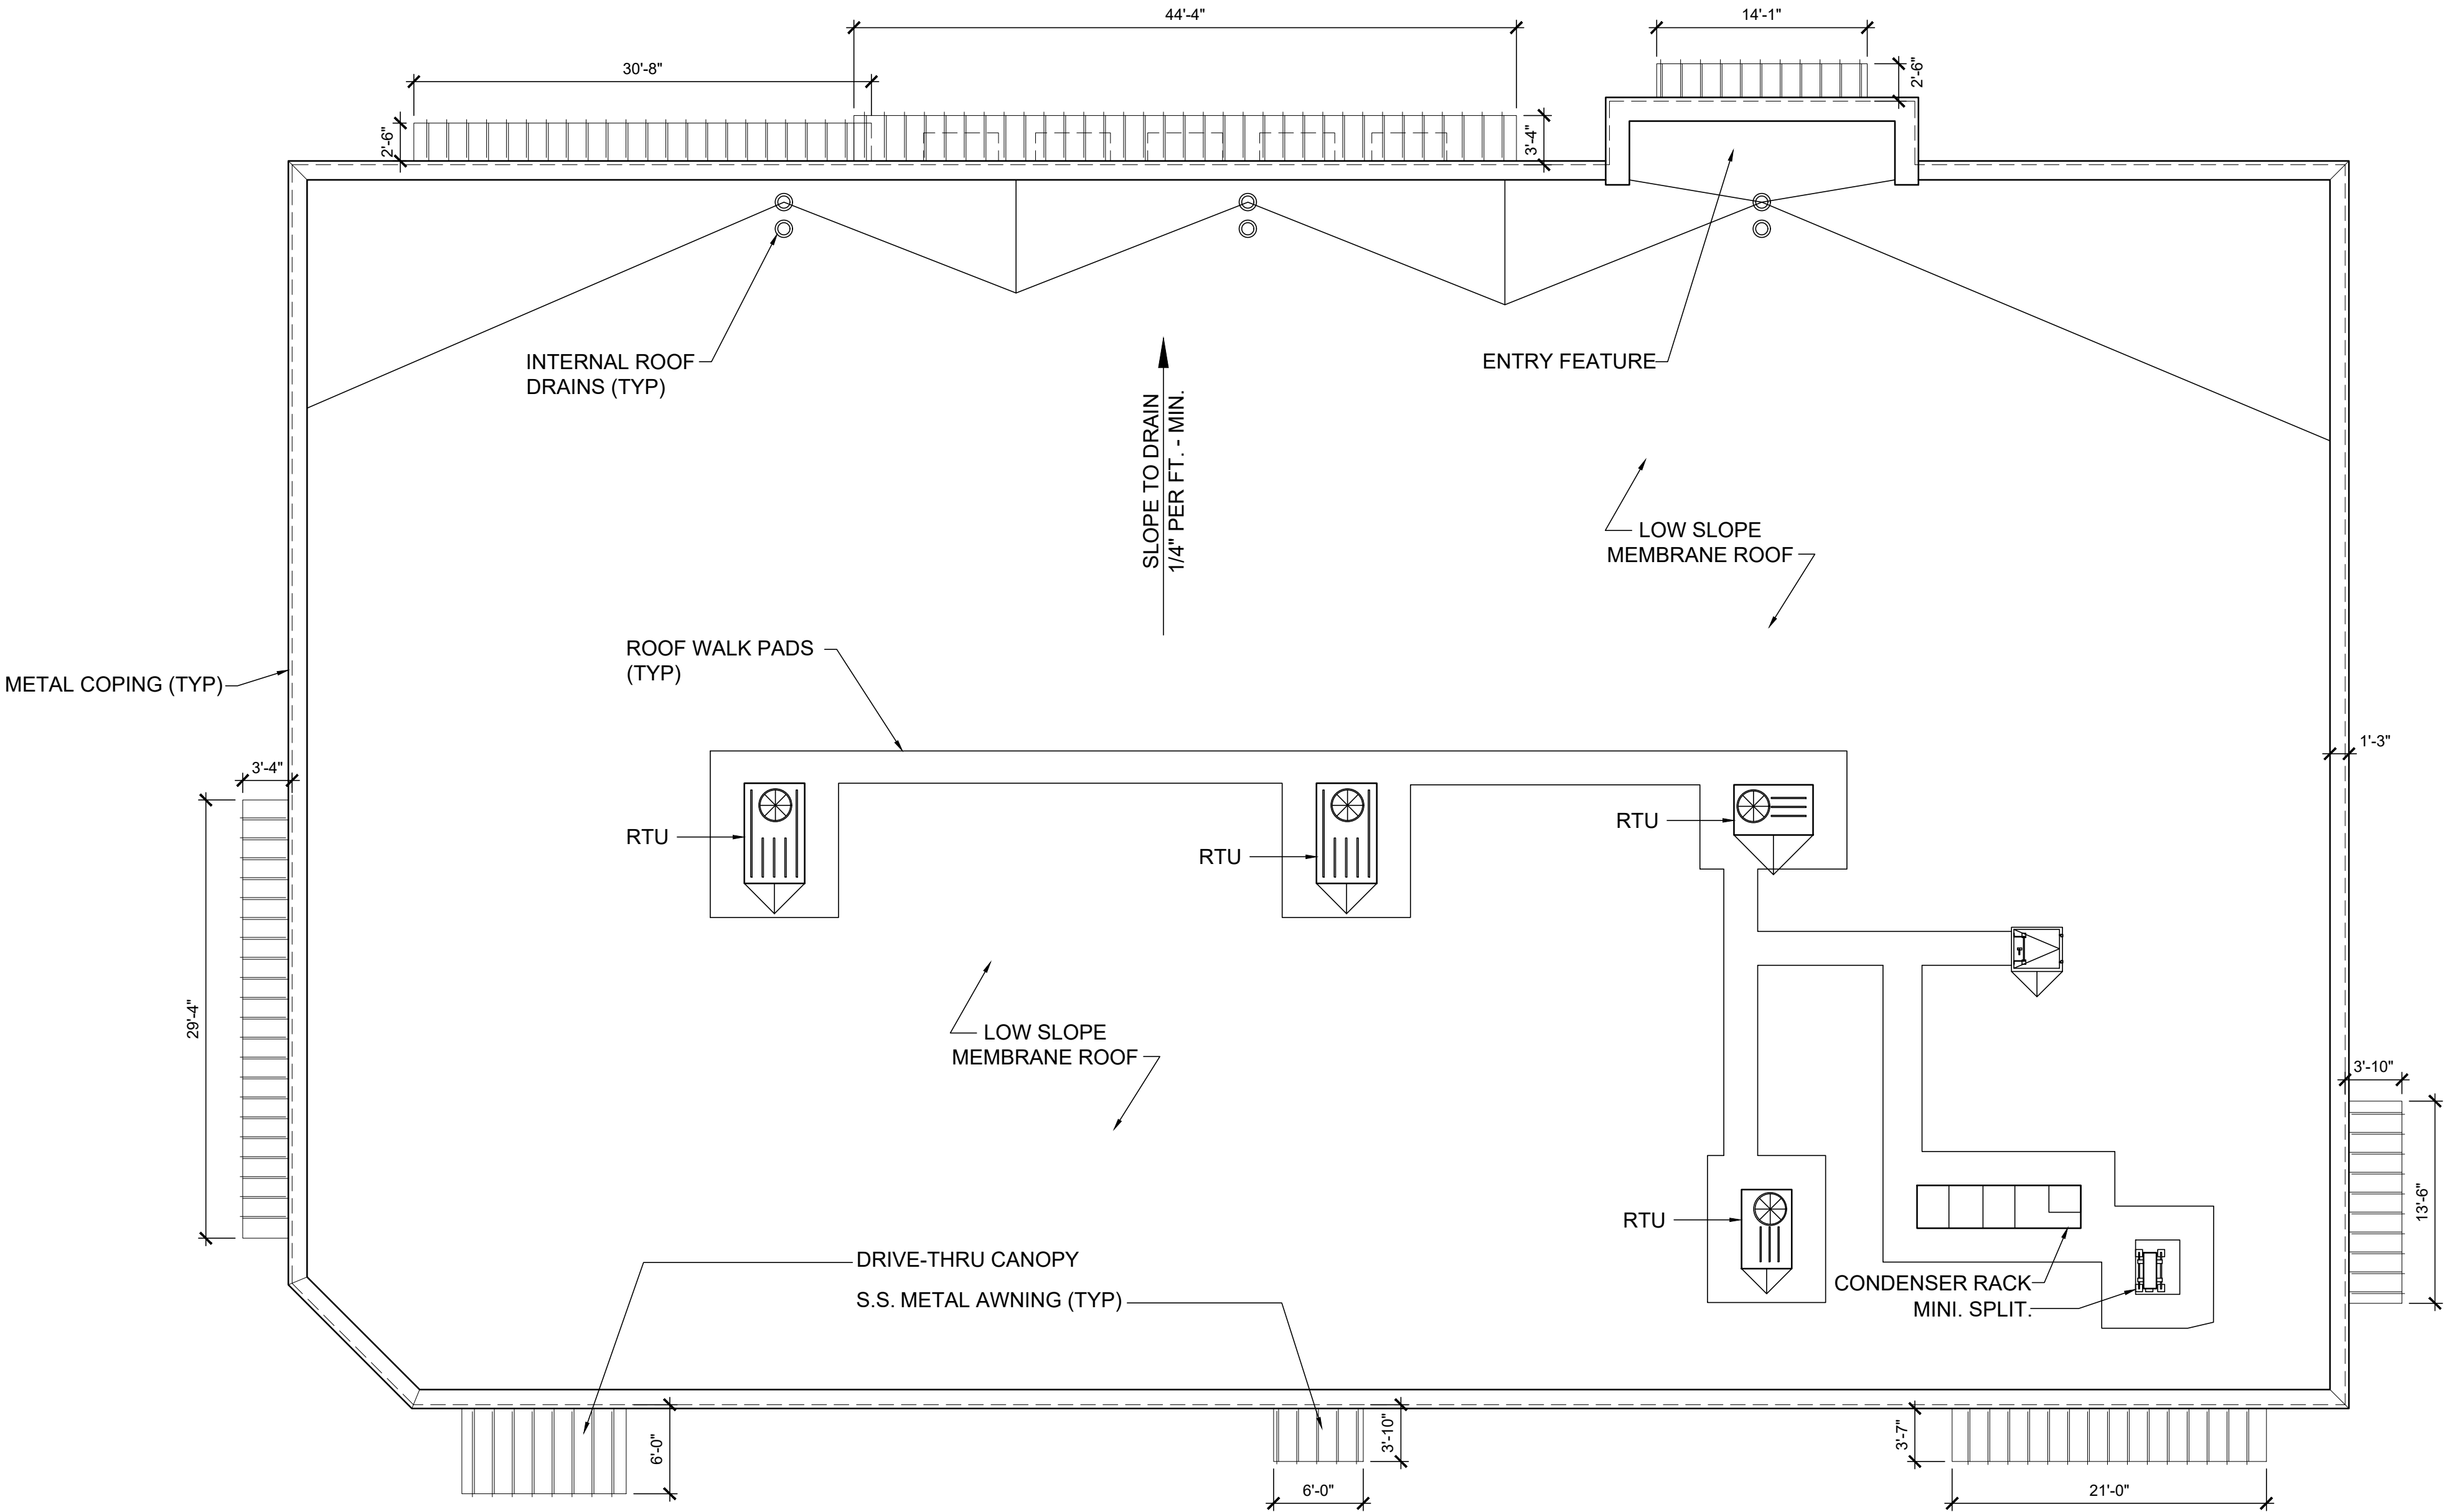 44'-4"
14'-1"
30'-8"
2'-6"
2'-6"
3'-4"
INTERNAL ROOF
DRAINS (TYP)
ENTRY FEATURE
SLOPE TO DRAIN
1/4" PER FT. - MIN.
LOW SLOPE
MEMBRANE ROOF
ROOF WALK PADS
(TYP)
METAL COPING (TYP)
1'-3"
3'-4"
RTU
RTU
RTU
29'-4"
LOW SLOPE
MEMBRANE ROOF
3'-10"
13'-6"
RTU
DRIVE-THRU CANOPY
S.S. METAL AWNING (TYP)
CONDENSER RACK
MINI. SPLIT.
6'-0"
3'-10"
3'-7"
6'-0"
21'-0"